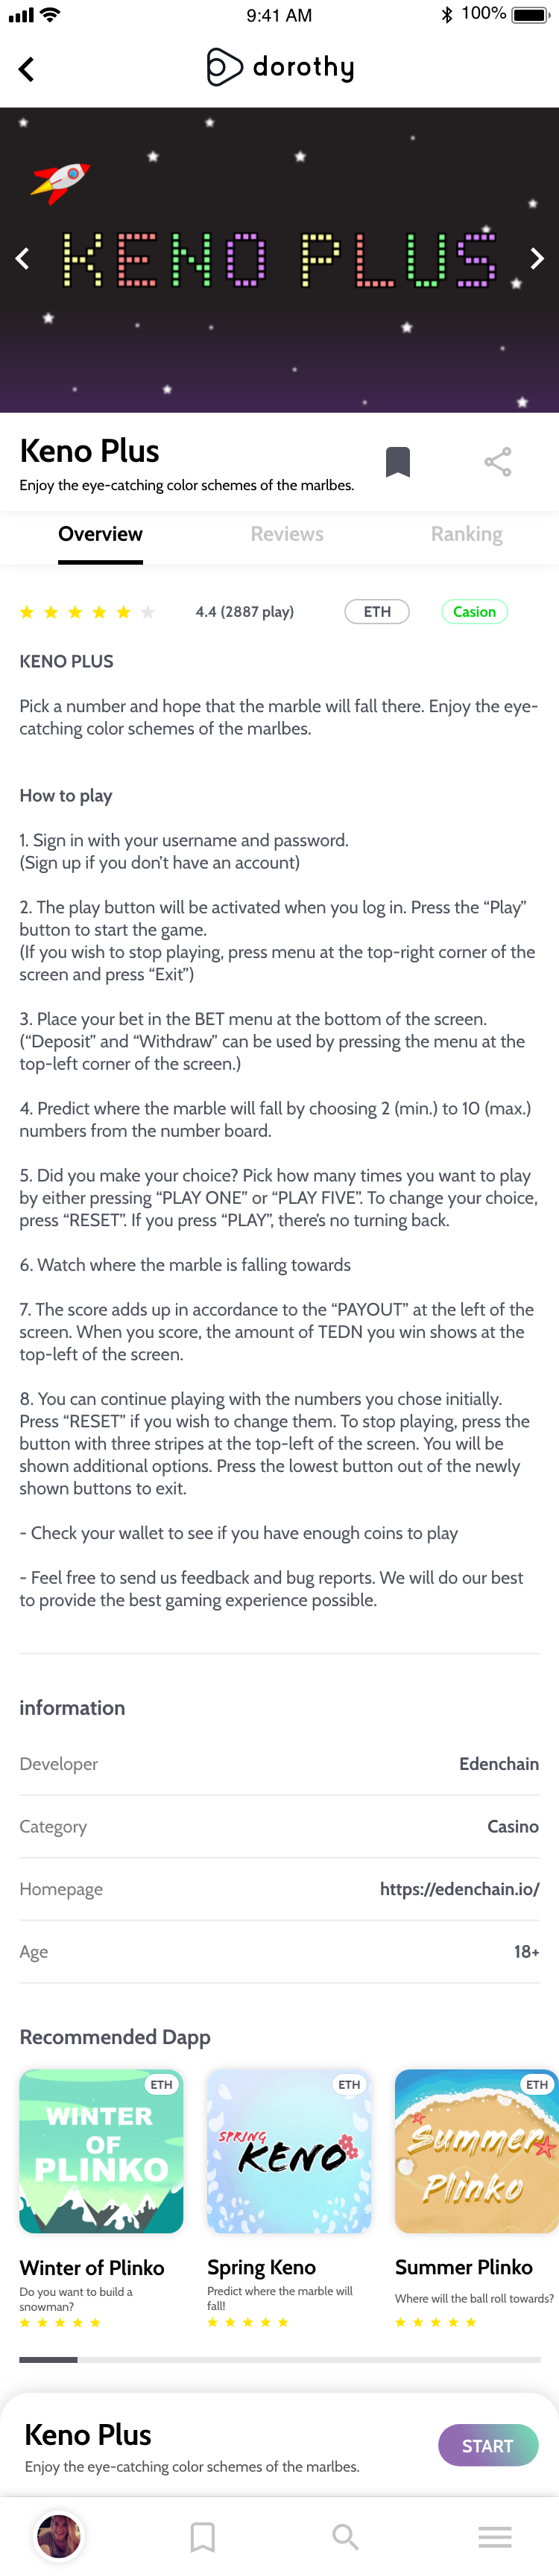 9:41 AM
100%
dorothy
KENO PLUS
Keno Plus
Enjoy the eye-catching color schemes of the marlbes.
Overview
Reviews
Ranking
4.4 (2887 play)
ETH
Casion
KENO PLUS
Pick a number and hope that the marble will fall there. Enjoy the eye-
catching color schemes of the marlbes.
How to play
1. Sign in with your username and password.
(Sign up if you don’t have an account)
2. The play button will be activated when you log in. Press the “Play”
button to start the game.
(If you wish to stop playing, press menu at the top-right corner of the
screen and press “Exit”)
3. Place your bet in the BET menu at the bottom of the screen.
(“Deposit” and “Withdraw” can be used by pressing the menu at the
top-left corner of the screen.)
4. Predict where the marble will fall by choosing 2 (min.) to 10 (max.)
numbers from the number board.
5. Did you make your choice? Pick how many times you want to play
by either pressing “PLAY ONE” or “PLAY FIVE”. To change your choice,
press “RESET”. If you press “PLAY”, there’s no turning back.
6. Watch where the marble is falling towards
7. The score adds up in accordance to the “PAYOUT” at the left of the
screen. When you score, the amount of TEDN you win shows at the
top-left of the screen.
8. You can continue playing with the numbers you chose initially.
Press “RESET” if you wish to change them. To stop playing, press the
button with three stripes at the top-left of the screen. You will be
shown additional options. Press the lowest button out of the newly
shown buttons to exit.
- Check your wallet to see if you have enough coins to play
- Feel free to send us feedback and bug reports. We will do our best
to provide the best gaming experience possible.
information
Developer
Edenchain
Category
Casino
Homepage
https://edenchain.io/
Age
18+
Recommended Dapp
ETH
WINTER
OF
PLINKO
Winter of Plinko
Do you want to build a
snowman?
ETH
SPRING
KENO
Spring Keno
Predict where the marble will
fall!
ETH
Summer
Plinko
Summer Plinko
Where will the ball roll towards?
Keno Plus
Enjoy the eye-catching color schemes of the marlbes.
START